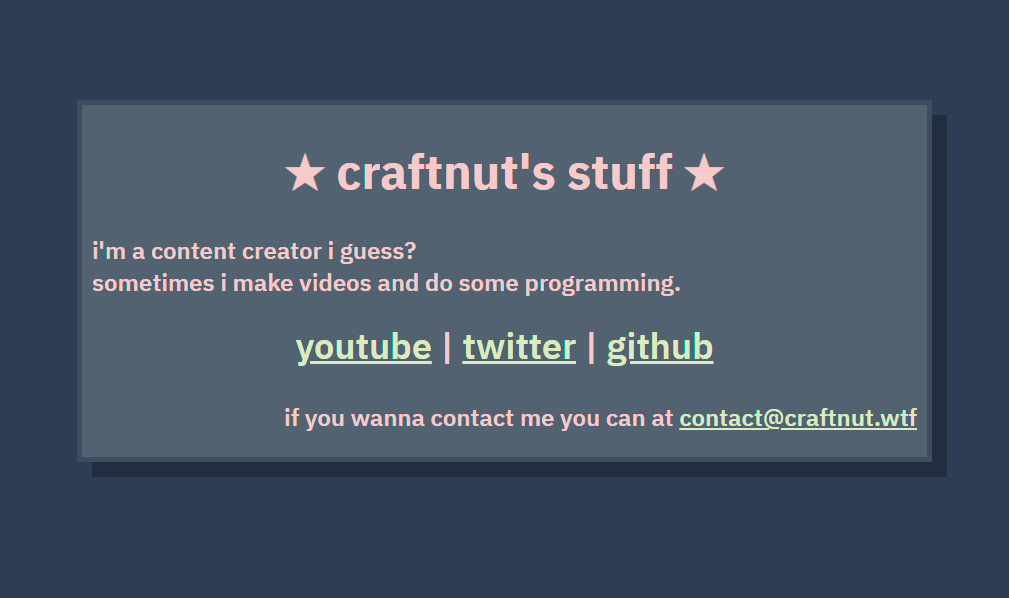 ★ craftnut's stuff ★
i'm a content creator i guess?
sometimes i make videos and do some programming.
youtube | twitter | github
if you wanna contact me you can at contact@craftnut.wtf